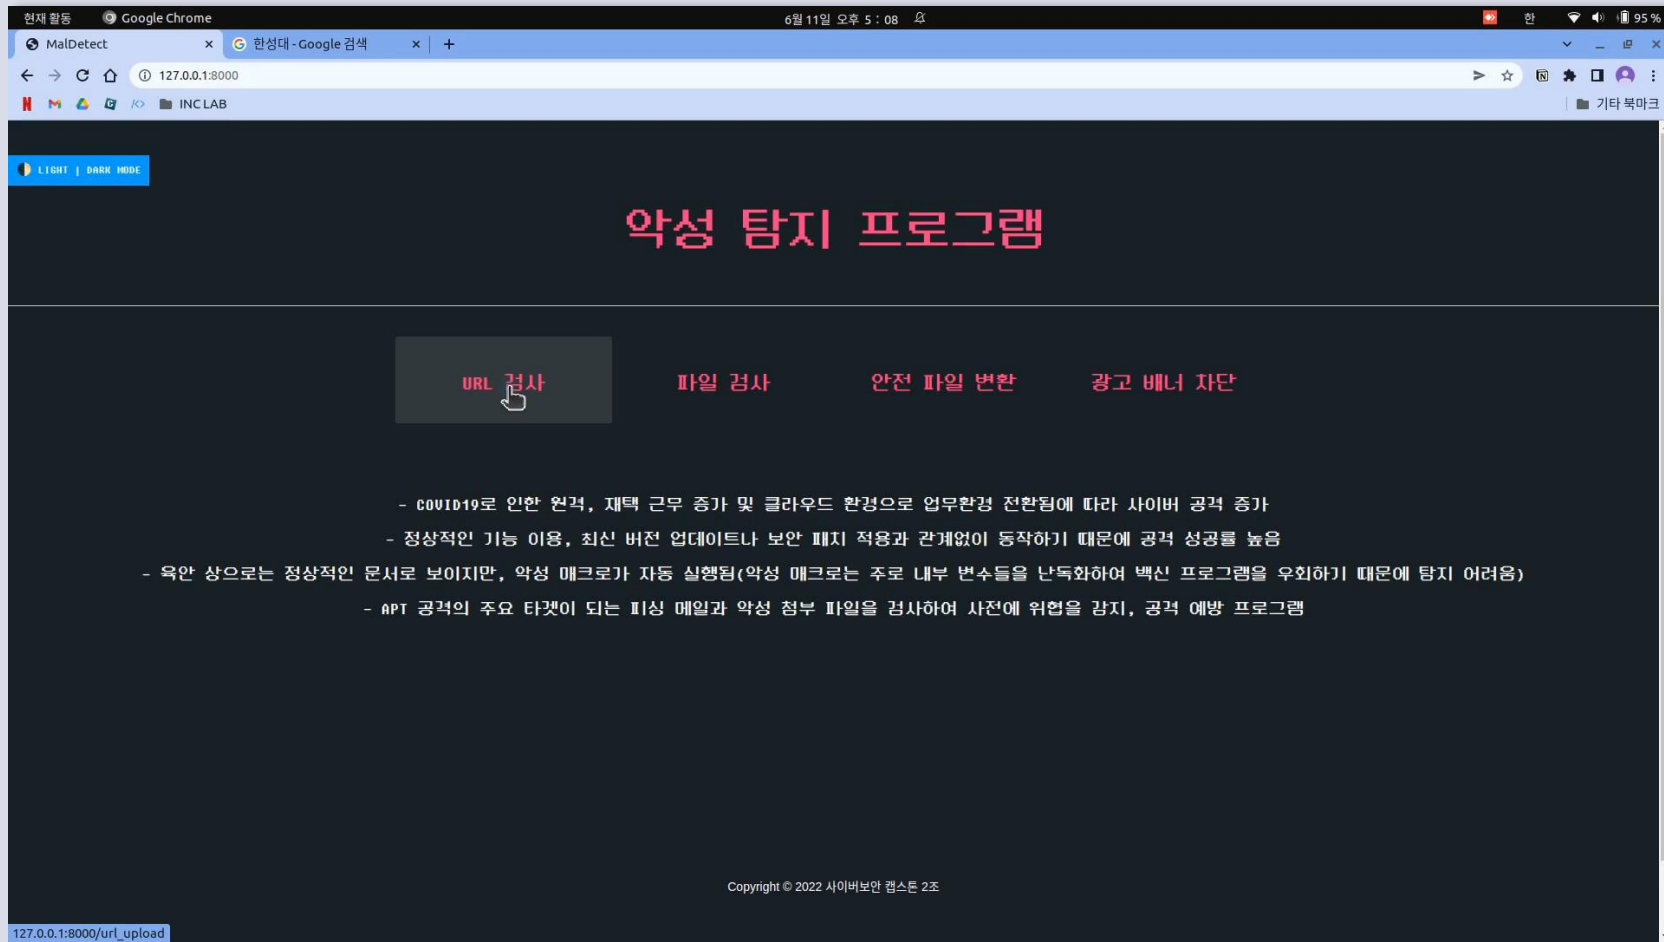 현재 활동 Google Chrome 6월 11일 오후 5 : 08 한 95 %
MalDetect 한성대 - Google 검색
127.0.0.1:8000
INC LAB 기타 북마크
LIGHT | DARK MODE
악성 탐지 프로그램
URL 검사 파일 검사 안전 파일 변환 광고 배너 차단
- COVID19로 인한 원격, 재택 근무 증가 및 클라우드 환경으로 업무환경 전환됨에 따라 사이버 공격 증가
- 정상적인 기능 이용, 최신 버전 업데이트나 보안 패치 적용과 관계없이 동작하기 때문에 공격 성공률 높음
- 육안 상으로는 정상적인 문서로 보이지만, 악성 매크로가 자동 실행됨(악성 매크로는 주로 내부 변수들을 난독화하여 백신 프로그램을 우회하기 때문에 탐지 어려움)
- APT 공격의 주요 타겟이 되는 피싱 메일과 악성 첨부 파일을 검사하여 사전에 위협을 감지, 공격 예방 프로그램
Copyright © 2022 사이버보안 캡스톤 2조
127.0.0.1:8000/url_upload